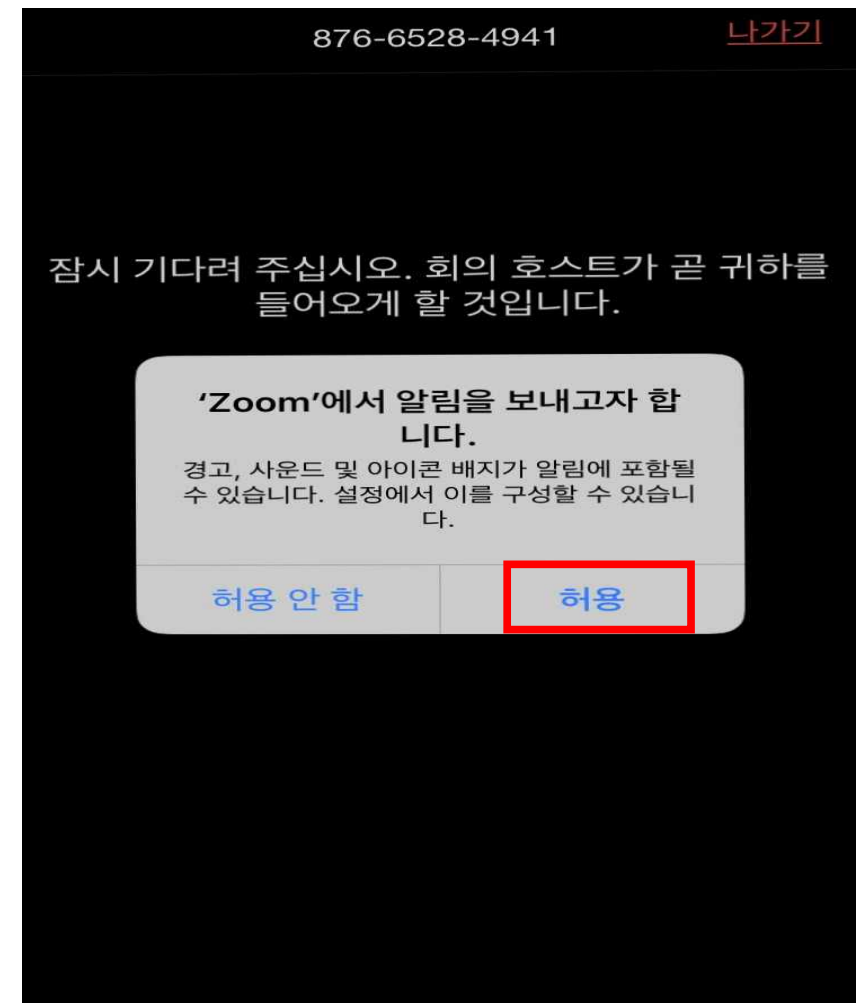 876-6528-4941 나가기
잠시 기다려 주십시오. 회의 호스트가 곧 귀하를
들어오게 할 것입니다.
‘Zoom’에서 알림을 보내고자 합
니다.
경고, 사운드 및 아이콘 배지가 알림에 포함될
수 있습니다. 설정에서 이를 구성할 수 있습니
다.
허용 안 함 허용